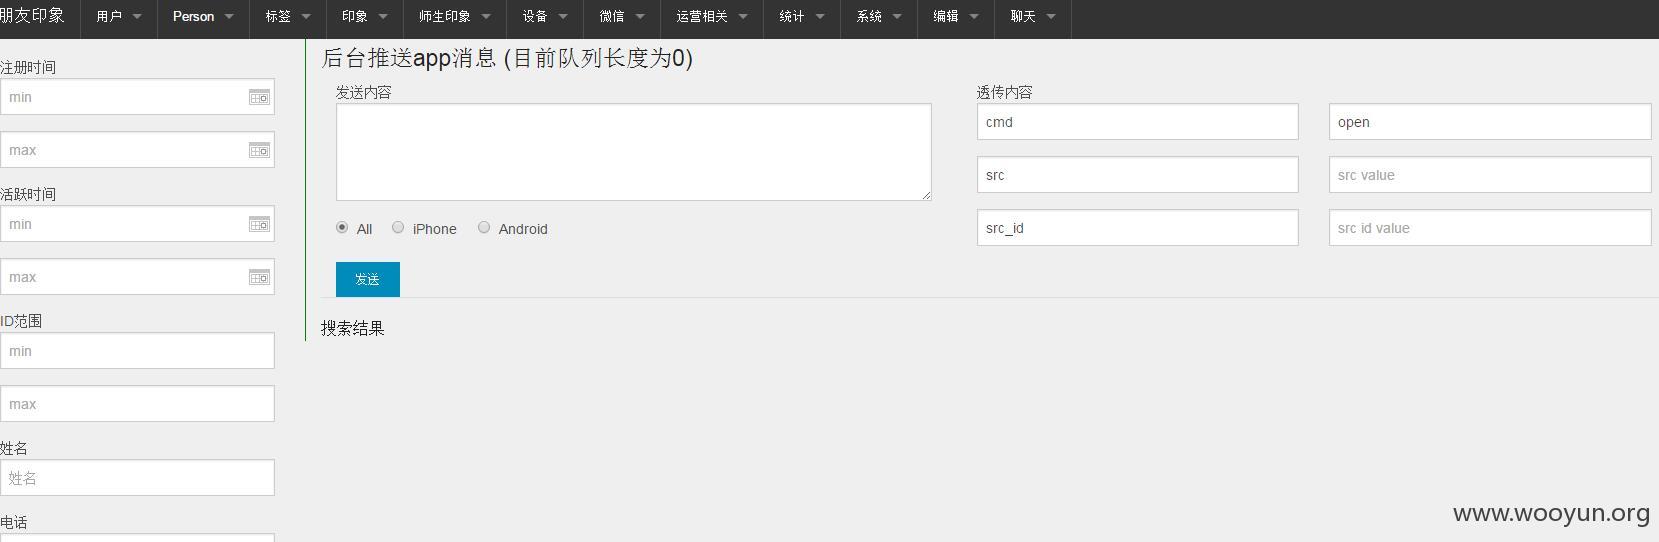 朋友印象 用户 Person 标签 印象 师生印象 设备 微信 运营相关 统计 系统 编辑 聊天
注册时间
min
max
活跃时间
min
max
ID范围
min
max
姓名
姓名
电话
后台推送app消息 (目前队列长度为0)
发送内容
All iPhone Android
发送
透传内容
cmd open
src src value
src_id src id value
搜索结果
www.wooyun.org